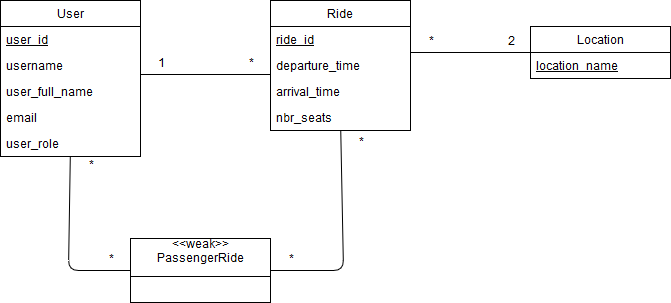 User
user_id
username
user_full_name
email
user_role
1
*
Ride
ride_id
departure_time
arrival_time
nbr_seats
*
2
Location
location_name
*
*
*
<<weak>>
PassengerRide
*